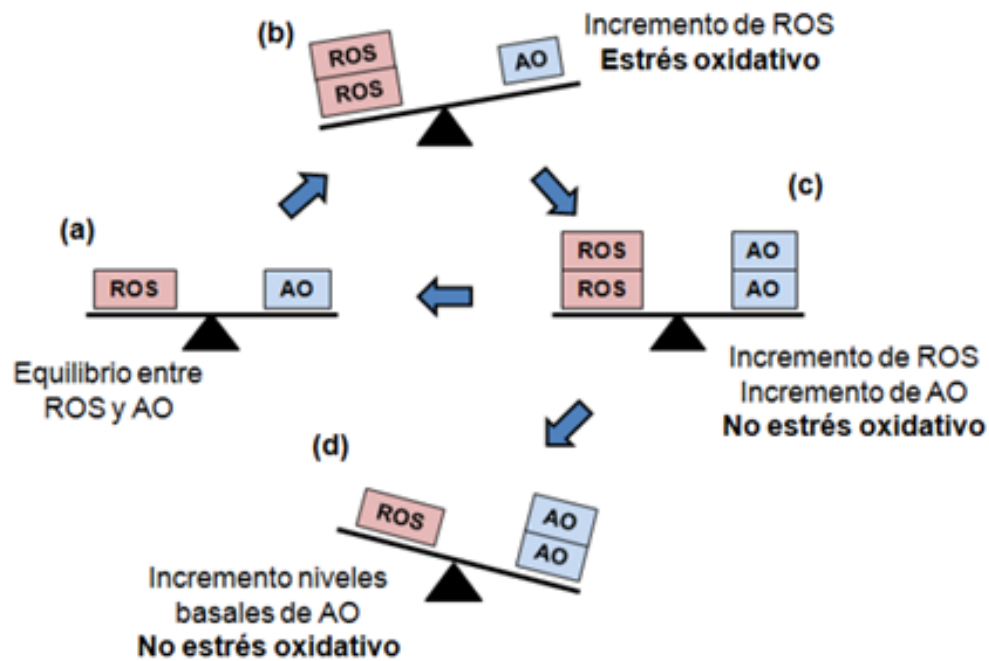 (b)
ROS
ROS
AO
Incremento de ROS
Estrés oxidativo
(a)
ROS
AO
Equilibrio entre
ROS y AO
(c)
ROS
ROS
AO
AO
Incremento de ROS
Incremento de AO
No estrés oxidativo
(d)
ROS
AO
AO
Incremento niveles
basales de AO
No estrés oxidativo